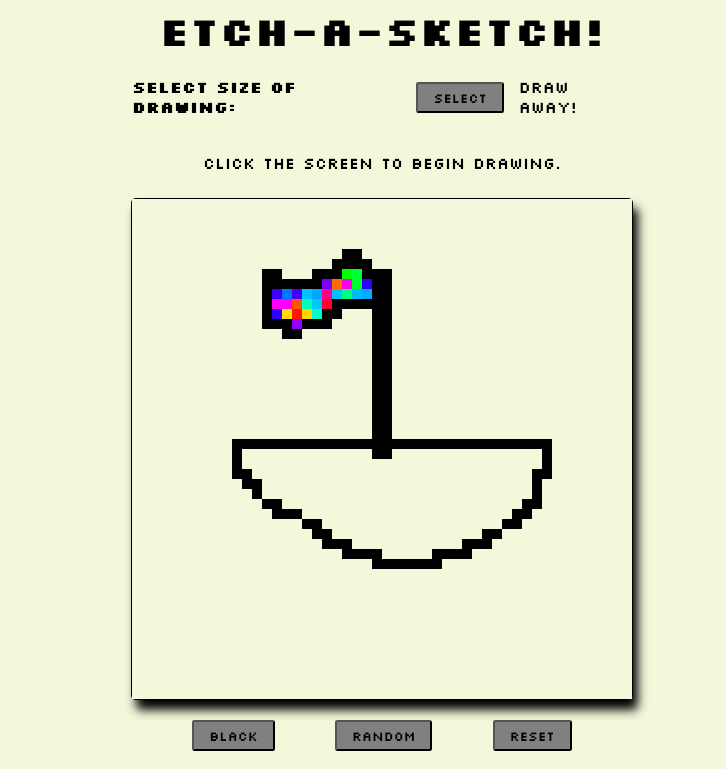 ETCH-A-SKETCH!
SELECT SIZE OF
DRAWING:
SELECT
DRAW
AWAY!
CLICK THE SCREEN TO BEGIN DRAWING.
BLACK
RANDOM
RESET